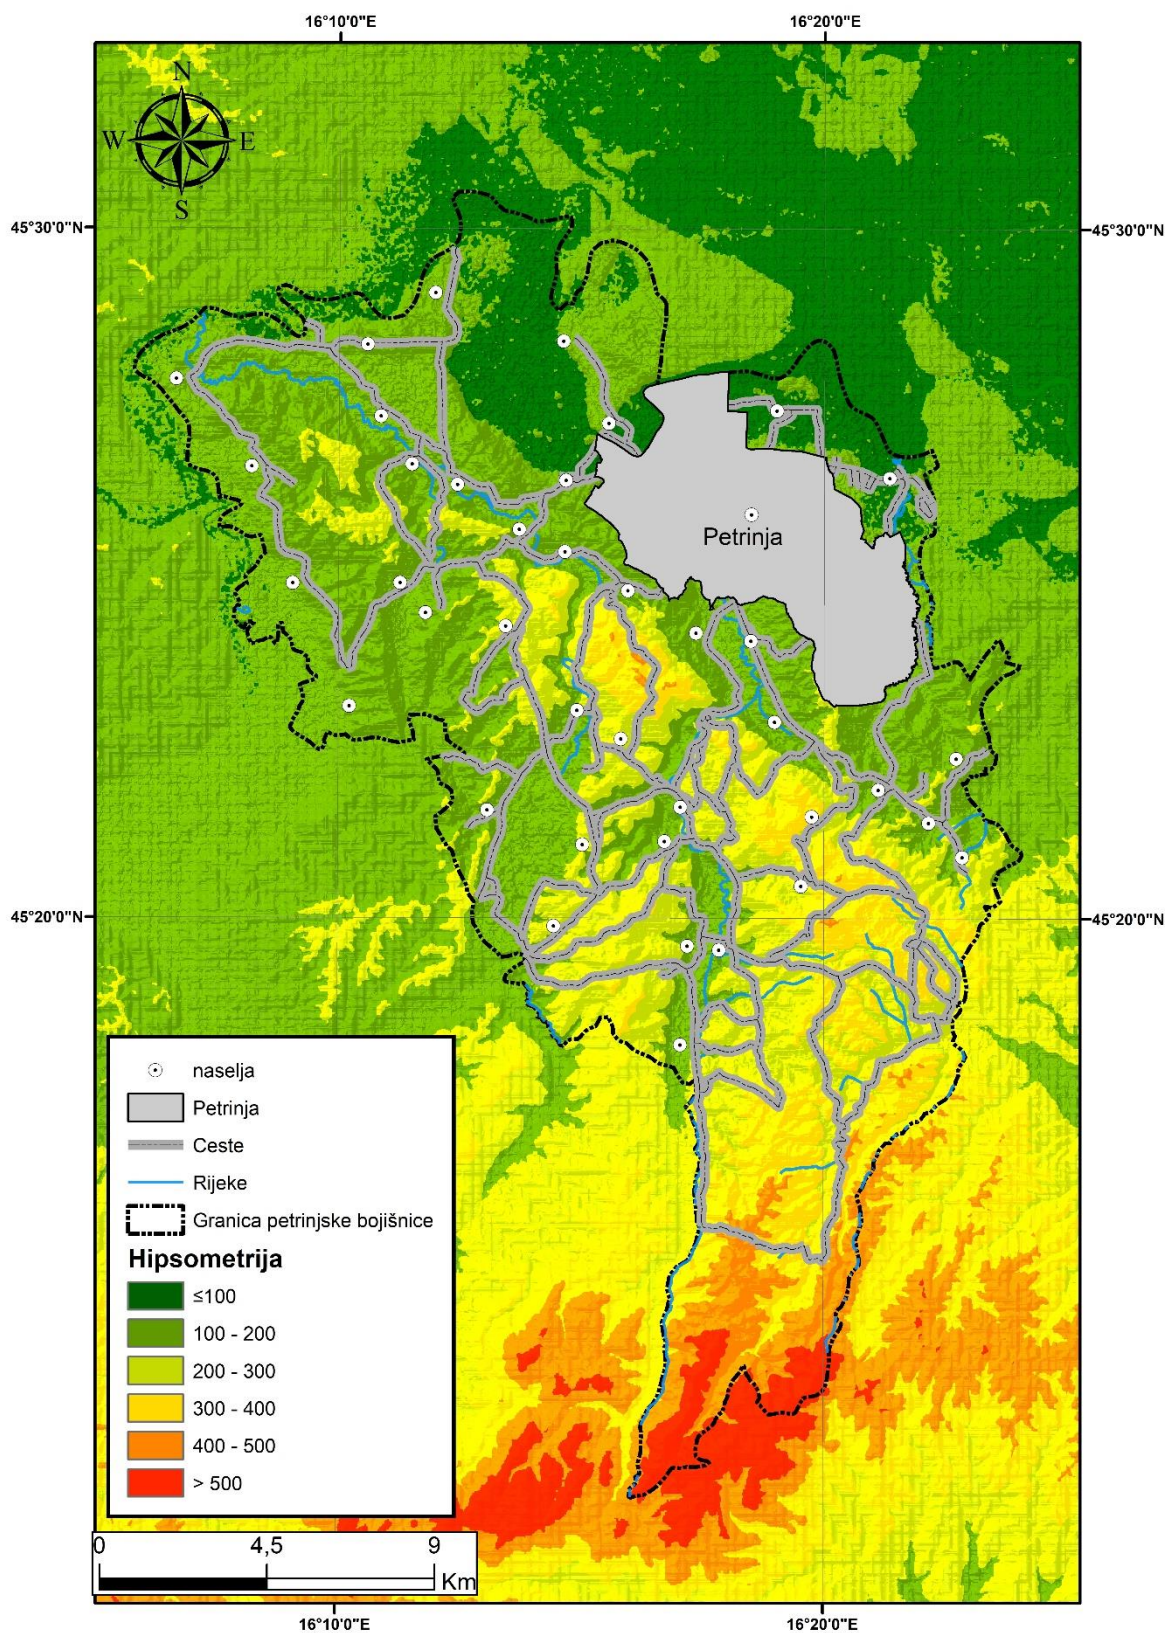 16°10'0"E
16°20'0"E
N
W
E
S
45°30'0"N
45°30'0"N
Petrinja
45°20'0"N
45°20'0"N
naselja
Petrinja
Ceste
Rijeke
Granica petrinjske bojišnice
Hipsometrija
≤100
100 - 200
200 - 300
300 - 400
400 - 500
> 500
0
4,5
9
Km
16°10'0"E
16°20'0"E